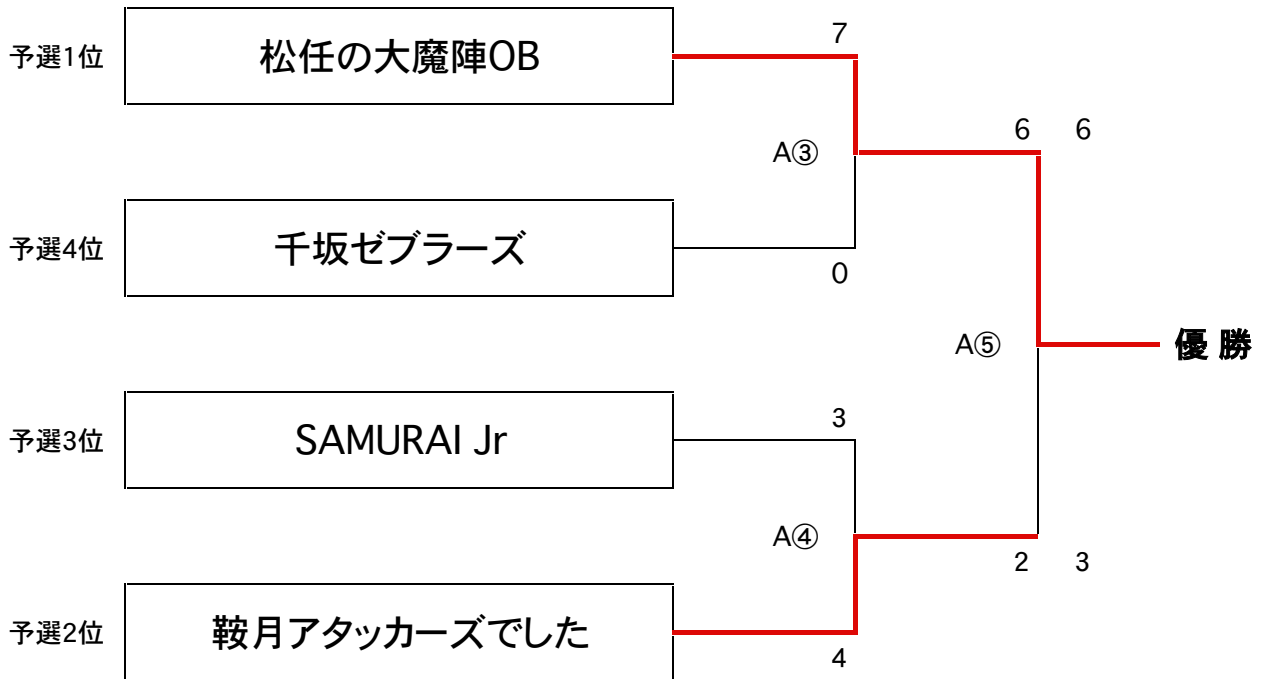 予選1位
松任の大魔陣OB
7
6 6
A③
予選4位
千坂ゼブラーズ
0
A⑤
優 勝
予選3位
SAMURAI Jr
3
A④
2 3
予選2位
鞍月アタッカーズでした
4